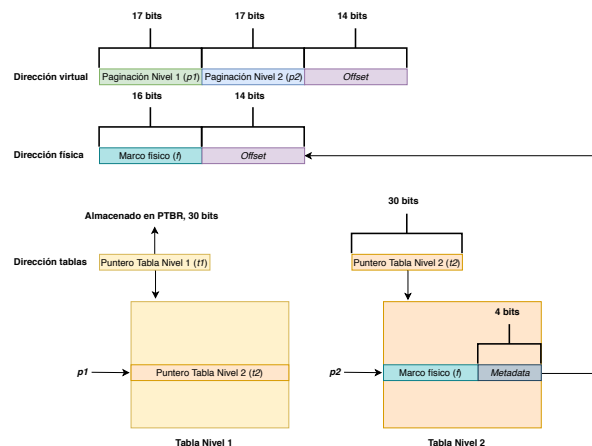 17 bits 17 bits 14 bits
Dirección virtual Paginación Nivel 1 (p1) Paginación Nivel 2 (p2) Offset
16 bits 14 bits
Dirección física Marco físico (f) Offset
30 bits
Almacenado en PTBR, 30 bits
Dirección tablas Puntero Tabla Nivel 1 (t1) Puntero Tabla Nivel 2 (t2)
4 bits
p1 Puntero Tabla Nivel 2 (t2) p2 Marco físico (f) Metadata
Tabla Nivel 1 Tabla Nivel 2